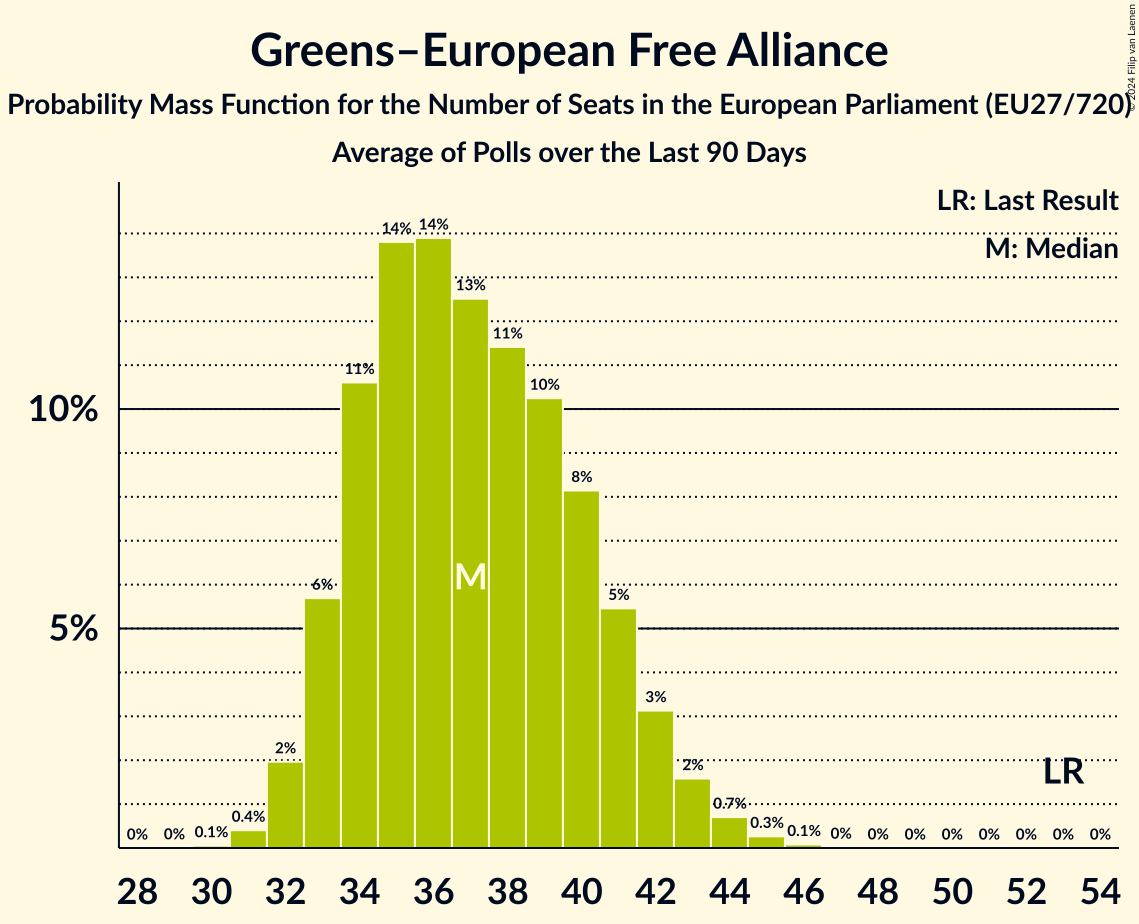 Greens–European Free Alliance
Probability Mass Function for the Number of Seats in the European Parliament (EU27/720)
Average of Polls over the Last 90 Days
© 2024 Filip van Laenen
LR: Last Result
M: Median
10%
5%
0% 0% 0.1% 0.4% 2% 6% 11% 14% 14% 13% 11% 10% 8% 5% 3% 2% 0.7% 0.3% 0.1% 0% 0% 0% 0% 0% 0% 0% 0%
M
LR
28 30 32 34 36 38 40 42 44 46 48 50 52 54